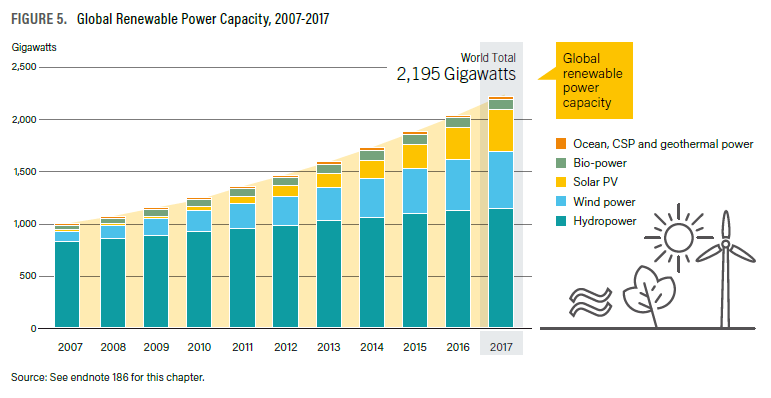 FIGURE 5. Global Renewable Power Capacity, 2007-2017
Gigawatts
World Total
2,195 Gigawatts
Global
renewable
power
capacity
2,500
2,000
1,500
1,000
500
0
Ocean, CSP and geothermal power
Bio-power
Solar PV
Wind power
Hydropower
2007 2008 2009 2010 2011 2012 2013 2014 2015 2016 2017
Source: See endnote 186 for this chapter.